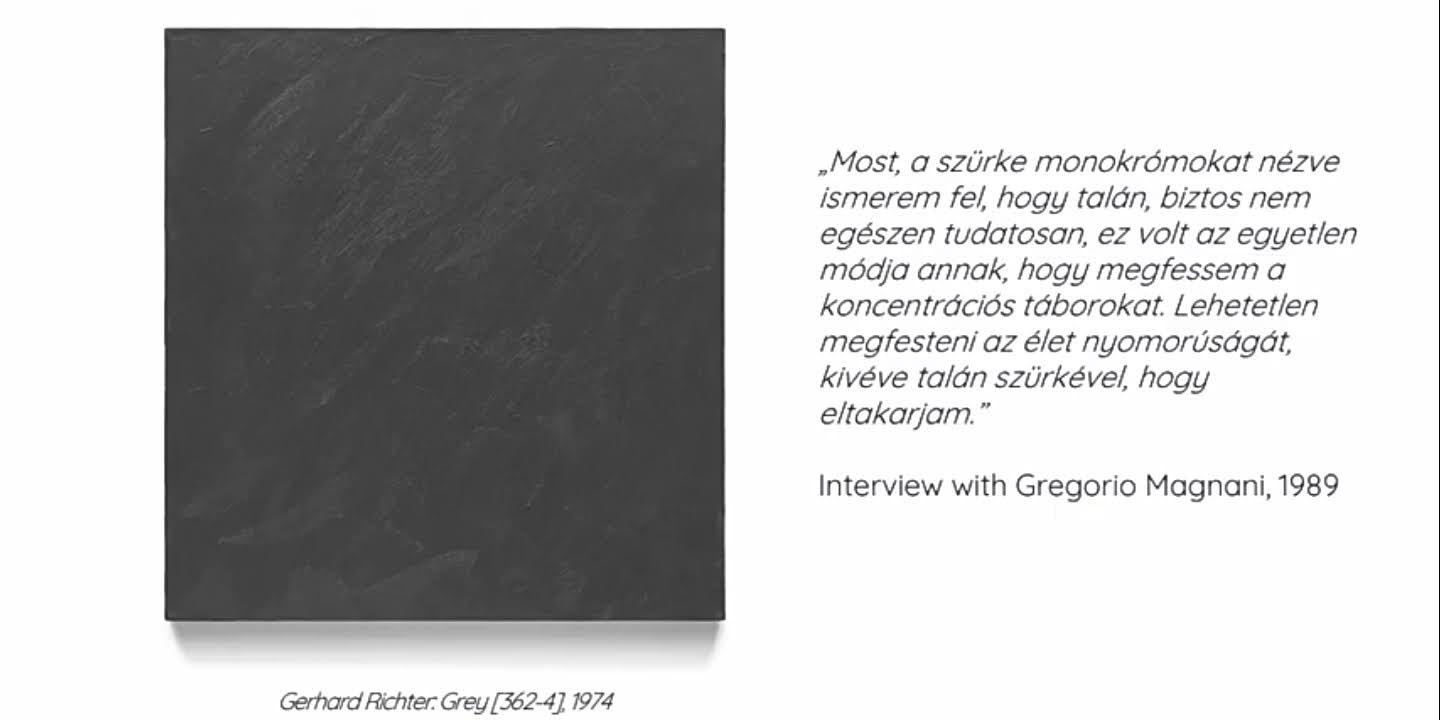 „Most, a szürke monokrómokat nézve
ismerem fel, hogy talán, biztos nem
egészen tudatosan, ez volt az egyetlen
módja annak, hogy megfessem a
koncentrációs táborokat. Lehetetlen
megfesteni az élet nyomorúságát,
kivéve talán szürkével, hogy
eltakarjam.”
Interview with Gregorio Magnani, 1989
Gerhard Richter: Grey [362-4], 1974